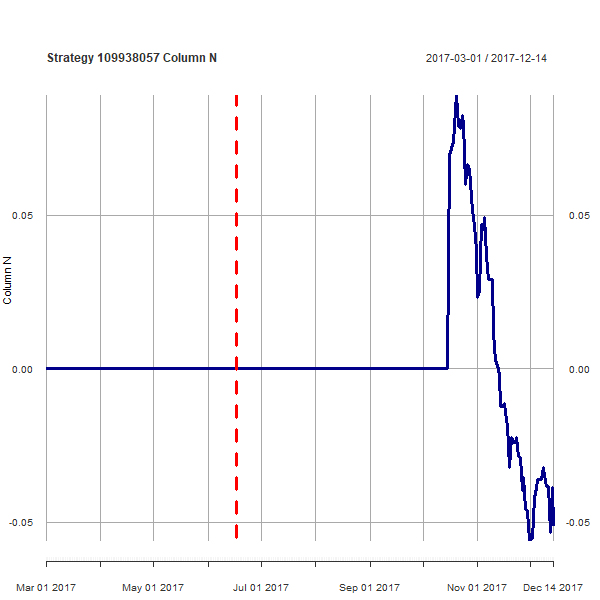 Strategy 109938057 Column N
2017-03-01 / 2017-12-14
Column N
0.05
0.00
-0.05
0.05
0.00
-0.05
Mar 01 2017
May 01 2017
Jul 01 2017
Sep 01 2017
Nov 01 2017
Dec 14 2017